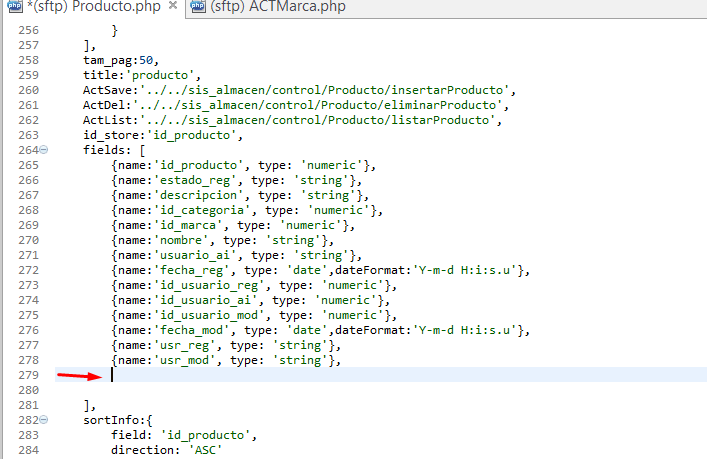 *(sftp) Producto.php (sftp) ACTMarca.php
256 }
257 ],
258 tam_pag:50,
259 title:'producto',
260 ActSave:'../../sis_almacen/control/Producto/insertarProducto',
261 ActDel:'../../sis_almacen/control/Producto/eliminarProducto',
262 ActList:'../../sis_almacen/control/Producto/listarProducto',
263 id_store:'id_producto',
264 fields: [
265 {name:'id_producto', type: 'numeric'},
266 {name:'estado_reg', type: 'string'},
267 {name:'descripcion', type: 'string'},
268 {name:'id_categoria', type: 'numeric'},
269 {name:'id_marca', type: 'numeric'},
270 {name:'nombre', type: 'string'},
271 {name:'usuario_ai', type: 'string'},
272 {name:'fecha_reg', type: 'date',dateFormat:'Y-m-d H:i:s.u'},
273 {name:'id_usuario_reg', type: 'numeric'},
274 {name:'id_usuario_ai', type: 'numeric'},
275 {name:'id_usuario_mod', type: 'numeric'},
276 {name:'fecha_mod', type: 'date',dateFormat:'Y-m-d H:i:s.u'},
277 {name:'usr_reg', type: 'string'},
278 {name:'usr_mod', type: 'string'},
279
280
281 ],
282 sortInfo:{
283 field: 'id_producto',
284 direction: 'ASC'